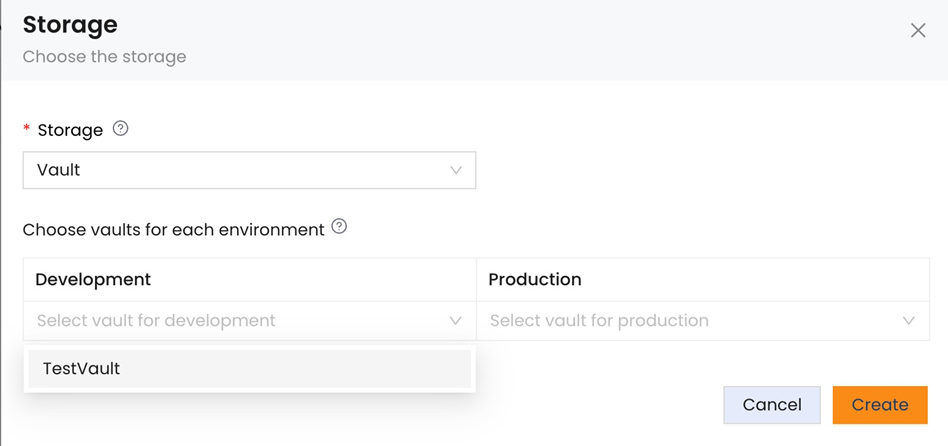 Storage
Choose the storage
* Storage
Vault
Choose vaults for each environment
Development Production
Select vault for development Select vault for production
TestVault
Cancel Create